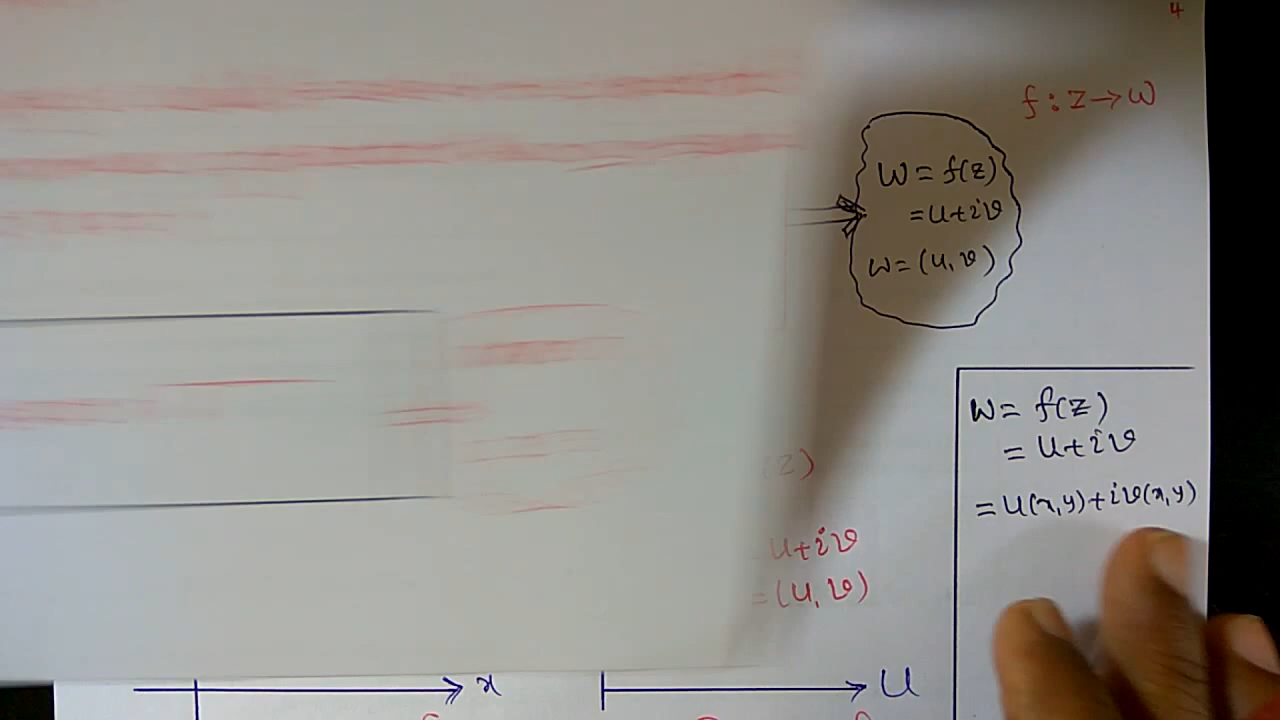 4
f : z → w
w = f(z)
= u + iv
w = (u, v)
w = f(z)
= u + iv
= u(x,y) + iv(x,y)
z)
u + iv
= (u, v)
x
u